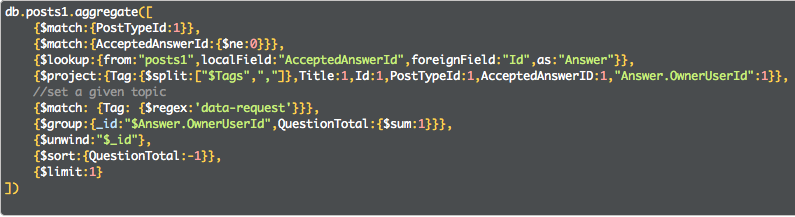 db.posts1.aggregate([
{$match:{PostTypeId:1}},
{$match:{AcceptedAnswerId:{$ne:0}}},
{$lookup:{from:"posts1",localField:"AcceptedAnswerId",foreignField:"Id",as:"Answer"}},
{$project:{Tag:{$split:["$Tags",","]},Title:1,Id:1,PostTypeId:1,AcceptedAnswerID:1,"Answer.OwnerUserId":1}},
//set a given topic
{$match: {Tag: {$regex:'data-request'}}},
{$group:{_id:"$Answer.OwnerUserId",QuestionTotal:{$sum:1}}},
{$unwind:"$_id"},
{$sort:{QuestionTotal:-1}},
{$limit:1}
])